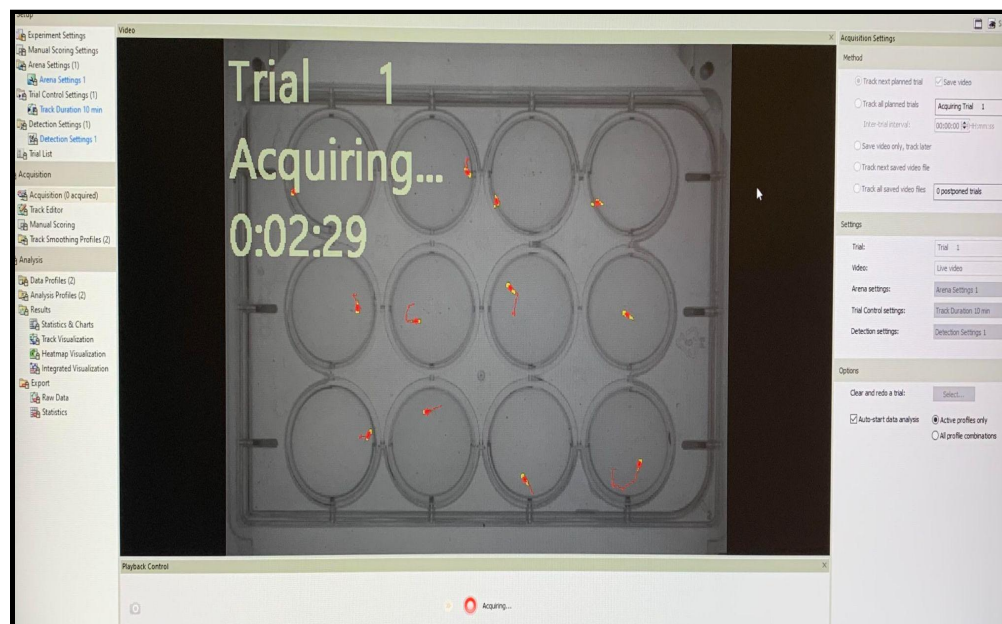 Setup
Experiment Settings
Manual Scoring Settings
Arena Settings (1)
Arena Settings 1
Trial Control Settings (1)
Track Duration 10 min
Detection Settings (1)
Detection Settings 1
Trial List
Acquisition
Acquisition (0 acquired)
Track Editor
Manual Scoring
Track Smoothing Profiles (2)
Analysis
Data Profiles (2)
Analysis Profiles (2)
Results
Statistics & Charts
Track Visualization
Heatmap Visualization
Integrated Visualization
Export
Raw Data
Statistics
Video
Trial 1
Acquiring...
0:02:29
Playback Control
Acquiring...
Acquisition Settings
Method
Track next planned trial
Save video
Track all planned trials
Acquiring Trial 1
Inter-trial interval:
00:00:00
Save video only, track later
Track next saved video file
Track all saved video files
0 postponed trials
Settings
Trial:
Trial 1
Video:
Live video
Arena settings:
Arena Settings 1
Trial Control settings:
Track Duration 10 min
Detection settings:
Detection Settings 1
Options
Clear and redo a trial:
Select...
Auto-start data analysis
Active profiles only
All profile combinations